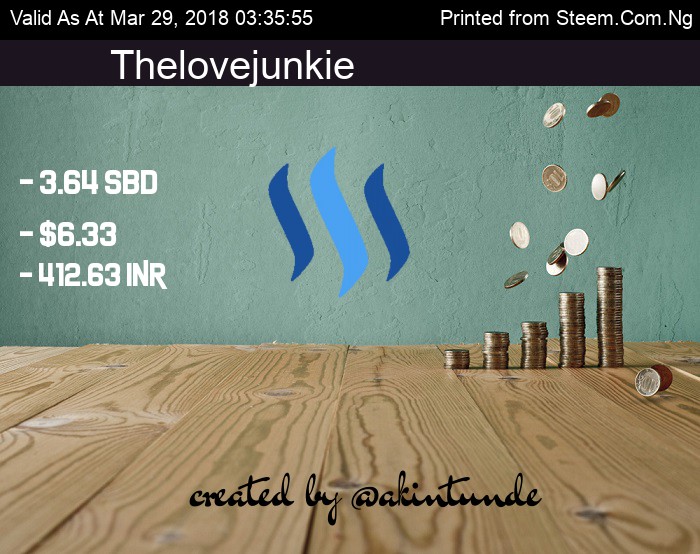 Valid As At Mar 29, 2018 03:35:55 Printed from Steem.Com.Ng
Thelovejunkie
- 3.64 SBD
- $6.33
- 412.63 INR
created by @akintunde